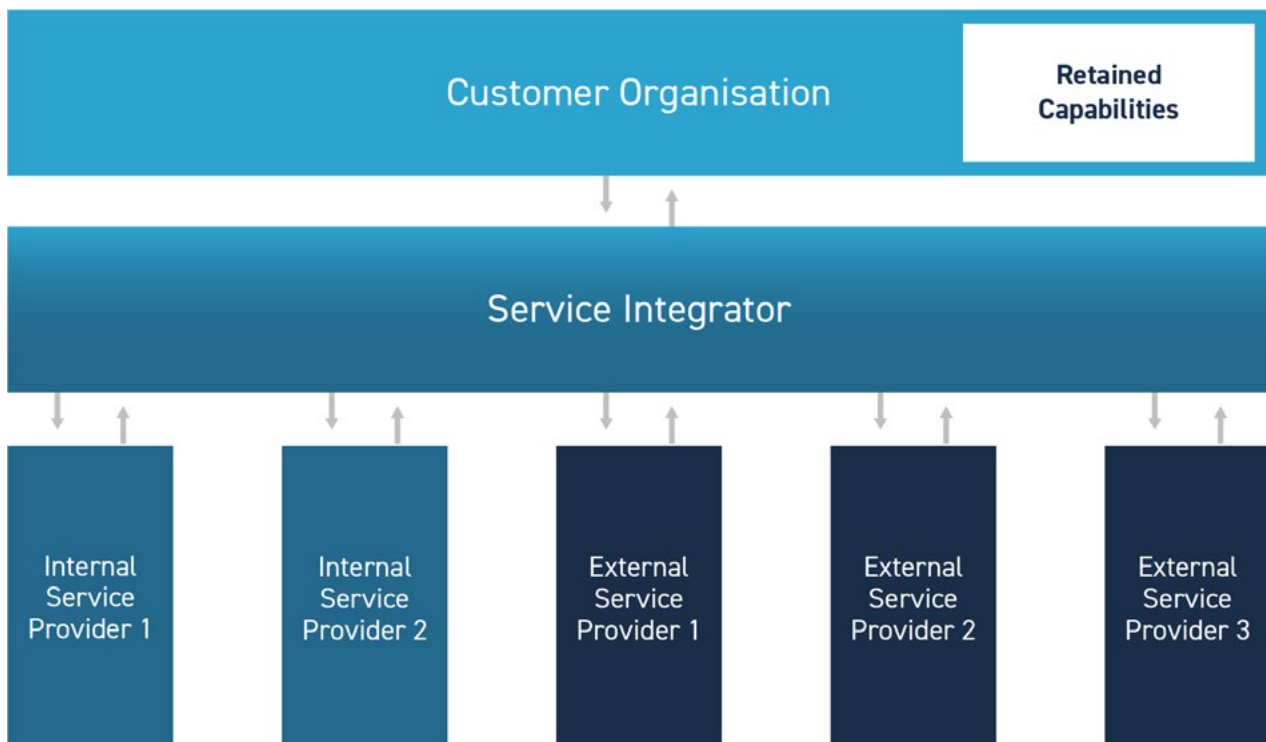 Customer Organisation
Retained
Capabilities
Service Integrator
Internal
Service
Provider 1
Internal
Service
Provider 2
External
Service
Provider 1
External
Service
Provider 2
External
Service
Provider 3